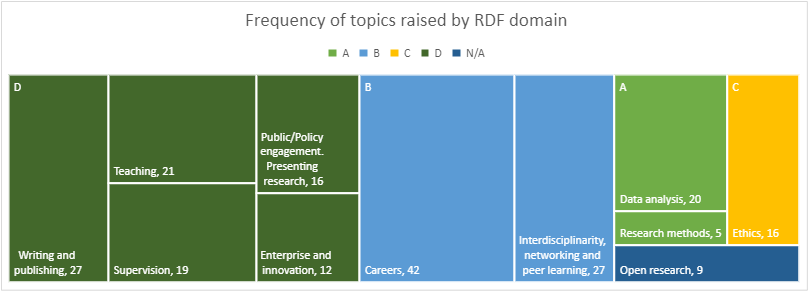 Frequency of topics raised by RDF domain
A B C D N/A
D
Writing and
publishing, 27
Teaching, 21
Supervision, 19
Public/Policy
engagement.
Presenting
research, 16
Enterprise and
innovation, 12
B
Careers, 42
Interdisciplinarity,
networking and
peer learning, 27
A
Data analysis, 20
Research methods, 5
C
Ethics, 16
Open research, 9